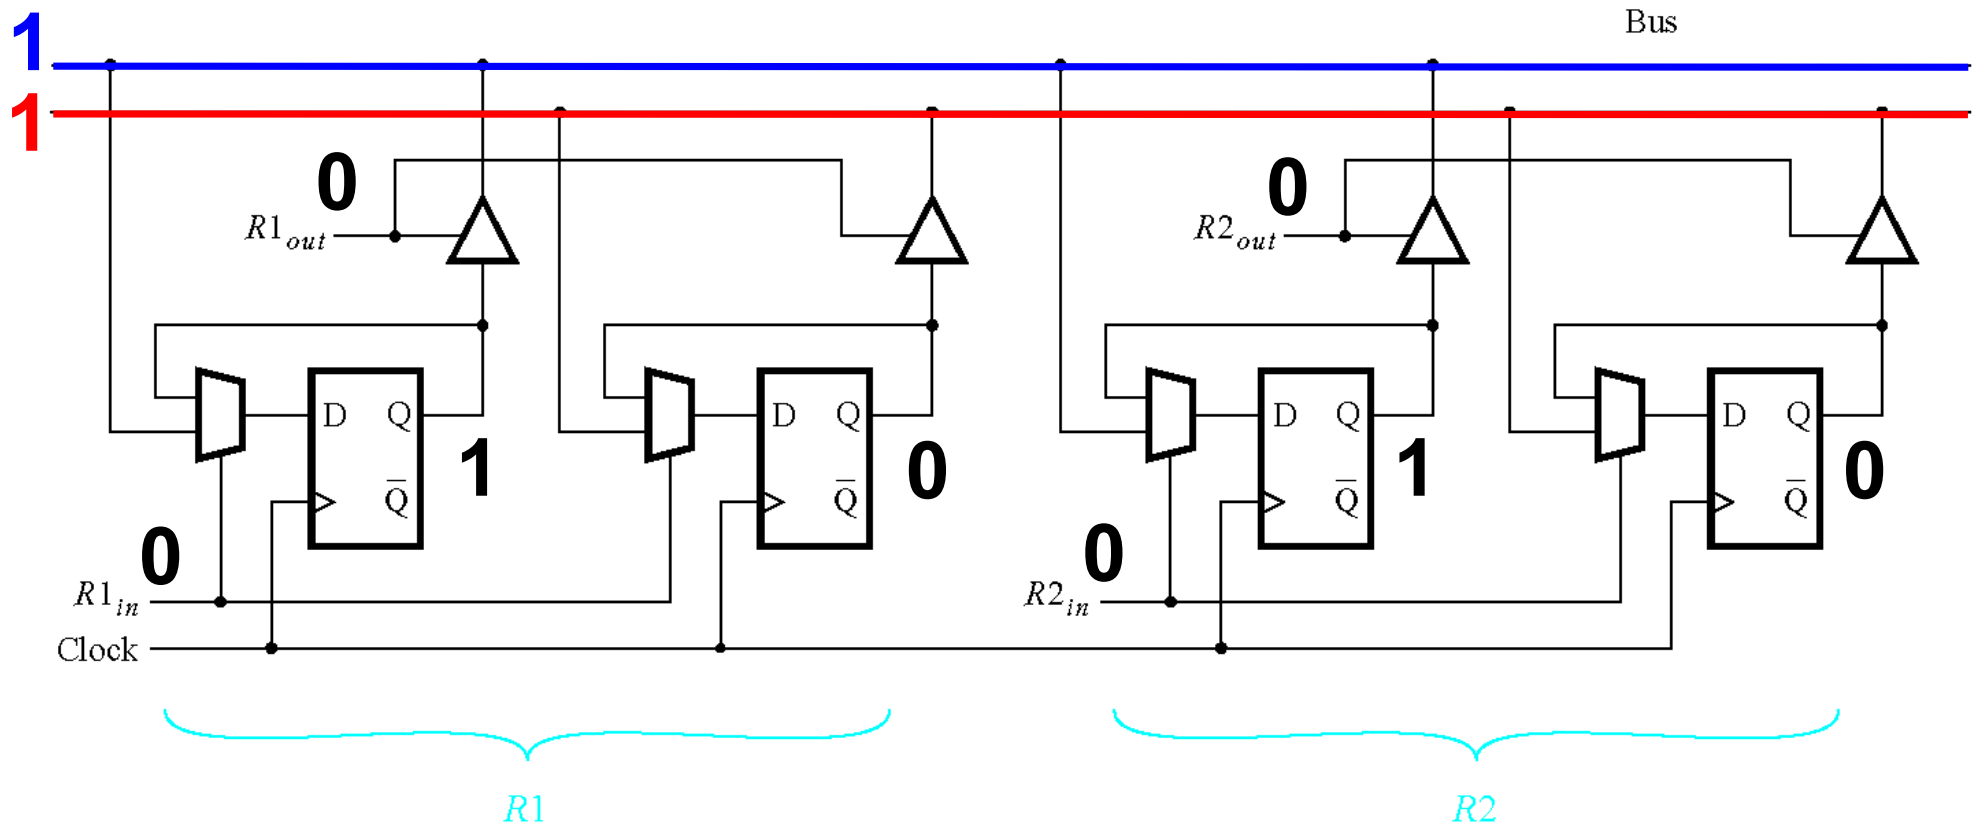 Bus
1
1
0 0
R1out R2out
D Q D Q D Q D Q
1 0 1 0
Q̅ Q̅ Q̅ Q̅
0 0
R1in R2in
Clock
R1 R2